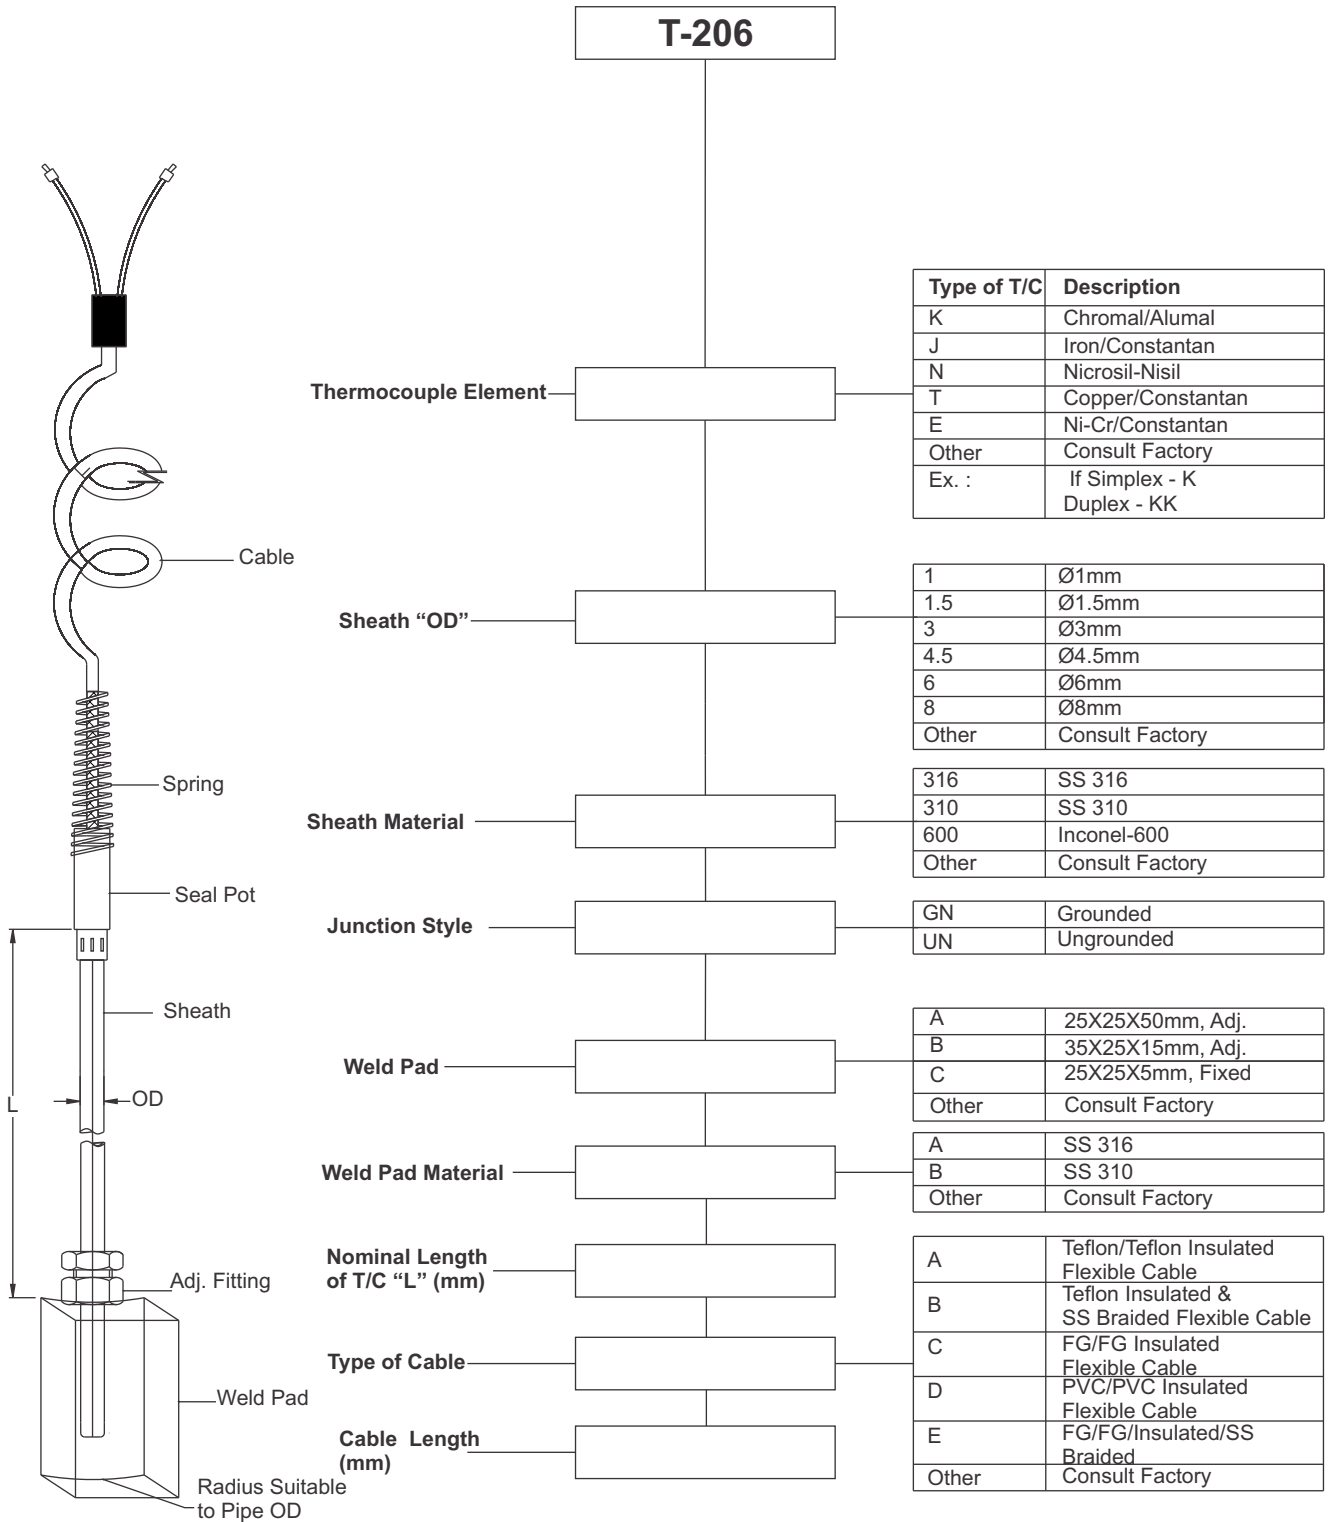 T-206
Type of T/C Description
K Chromal/Alumal
J Iron/Constantan
N Nicrosil-Nisil
T Copper/Constantan
E Ni-Cr/Constantan
Other Consult Factory
Ex. : If Simplex - K
Duplex - KK
Thermocouple Element
Cable
Sheath “OD”
1 Ø1mm
1.5 Ø1.5mm
3 Ø3mm
4.5 Ø4.5mm
6 Ø6mm
8 Ø8mm
Other Consult Factory
Spring
Sheath Material
316 SS 316
310 SS 310
600 Inconel-600
Other Consult Factory
Seal Pot
Junction Style
GN Grounded
UN Ungrounded
Sheath
Weld Pad
A 25X25X50mm, Adj.
B 35X25X15mm, Adj.
C 25X25X5mm, Fixed
Other Consult Factory
L
OD
Weld Pad Material
A SS 316
B SS 310
Other Consult Factory
Nominal Length
of T/C “L” (mm)
Adj. Fitting
Type of Cable
A Teflon/Teflon Insulated
Flexible Cable
B Teflon Insulated &
SS Braided Flexible Cable
C FG/FG Insulated
Flexible Cable
D PVC/PVC Insulated
Flexible Cable
E FG/FG/Insulated/SS
Braided
Other Consult Factory
Weld Pad
Cable Length
(mm)
Radius Suitable
to Pipe OD